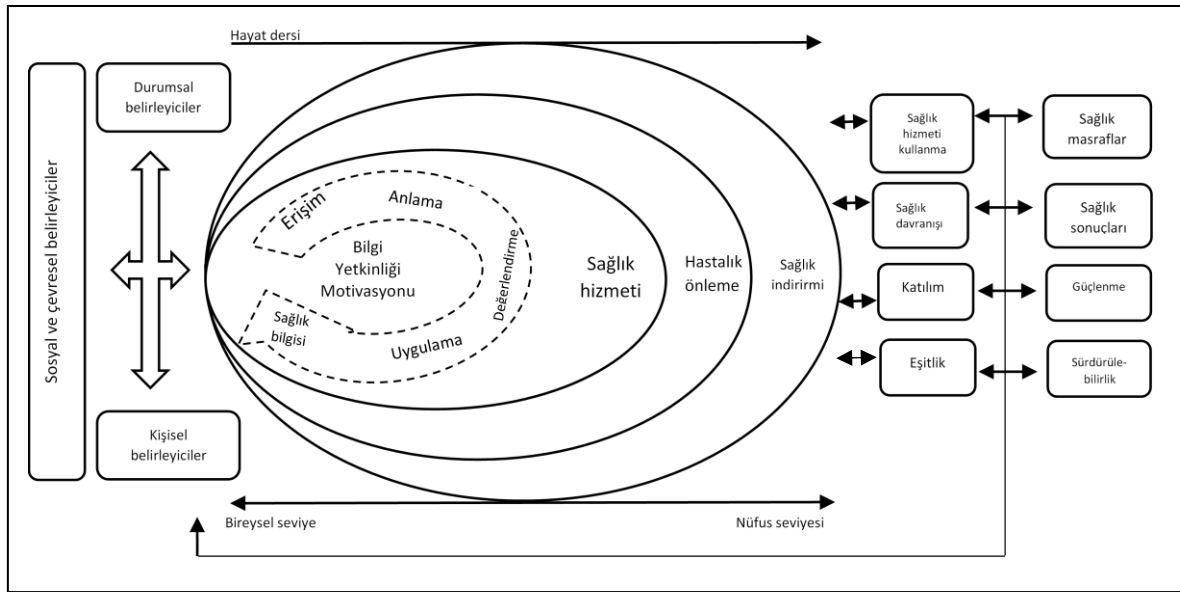 Hayat dersi
Sosyal ve çevresel belirleyiciler
Durumsal
belirleyiciler
Kişisel
belirleyiciler
Erişim
Anlama
Değerlendirme
Uygulama
Sağlık
bilgisi
Bilgi
Yetkinliği
Motivasyonu
Sağlık
hizmeti
Hastalık
önleme
Sağlık
indirimi
Sağlık
hizmeti
kullanma
Sağlık
masraflar
Sağlık
davranışı
Sağlık
sonuçları
Katılım
Güçlenme
Eşitlik
Sürdürüle-
bilirlik
Bireysel seviye
Nüfus seviyesi